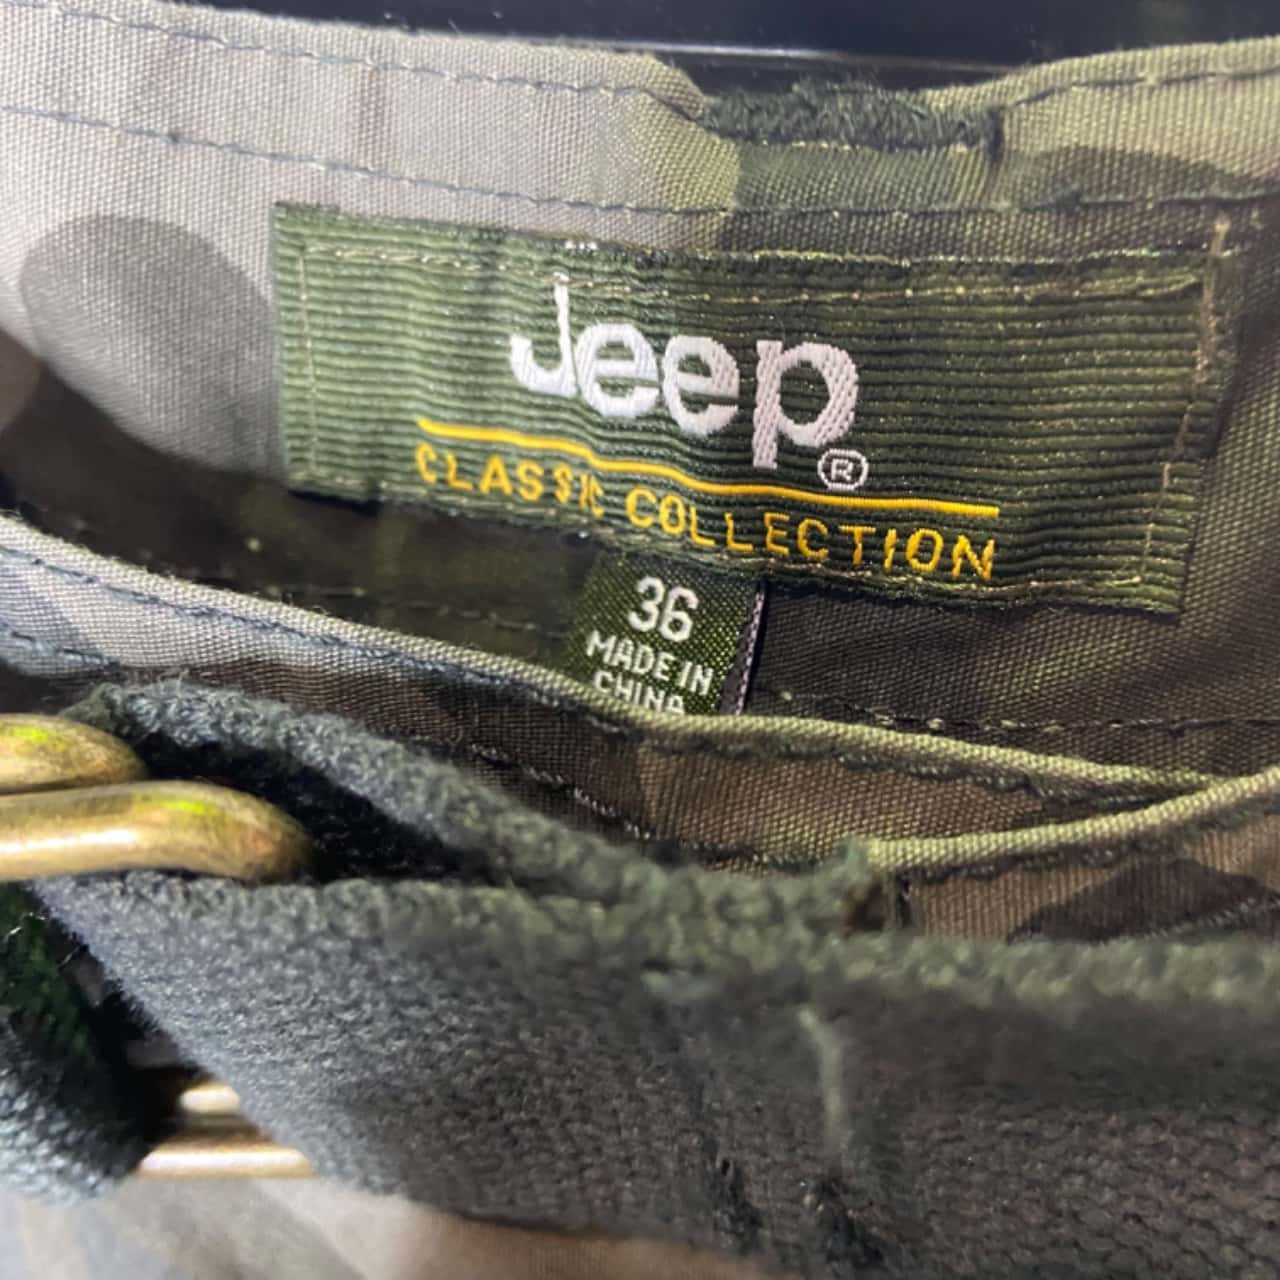 Jeep®
CLASSIC COLLECTION
36
MADE IN
CHINA